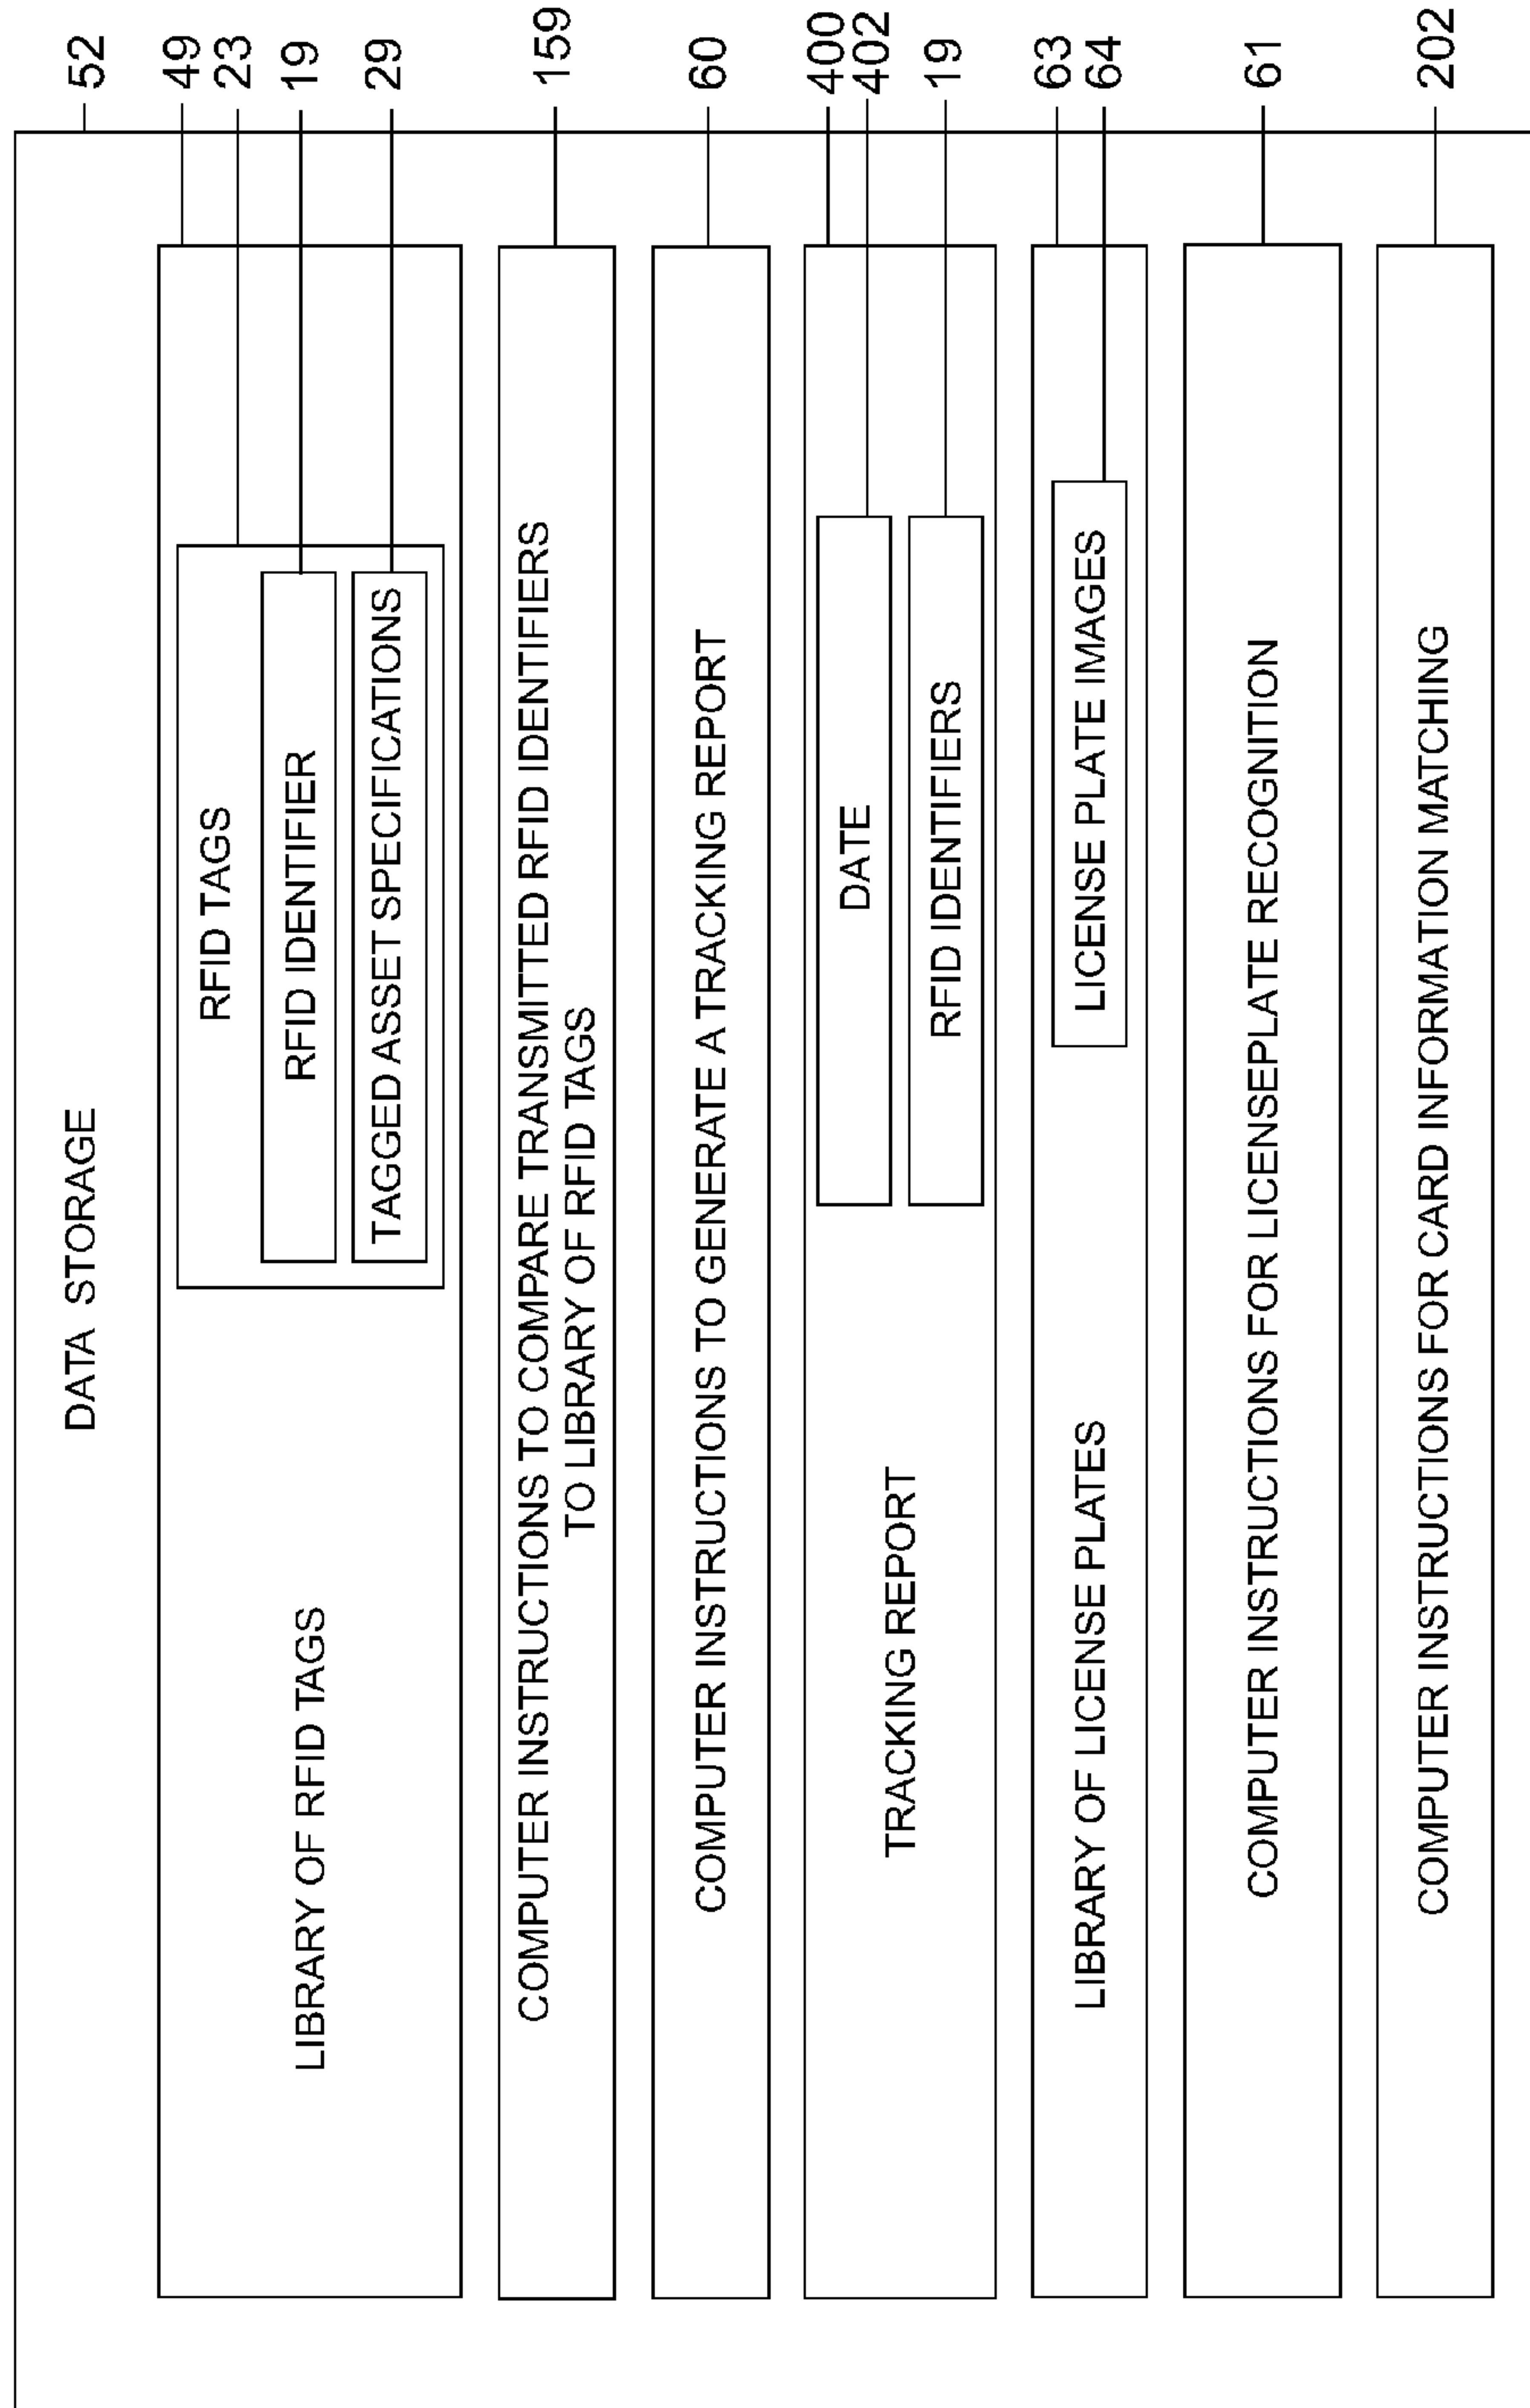 DATA STORAGE
52
LIBRARY OF RFID TAGS
49
RFID TAGS
23
RFID IDENTIFIER
19
TAGGED ASSET SPECIFICATIONS
29
COMPUTER INSTRUCTIONS TO COMPARE TRANSMITTED RFID IDENTIFIERS
TO LIBRARY OF RFID TAGS
159
COMPUTER INSTRUCTIONS TO GENERATE A TRACKING REPORT
60
TRACKING REPORT
400
DATE
402
RFID IDENTIFIERS
19
LIBRARY OF LICENSE PLATES
63
LICENSE PLATE IMAGES
64
COMPUTER INSTRUCTIONS FOR LICENSEPLATE RECOGNITION
61
COMPUTER INSTRUCTIONS FOR CARD INFORMATION MATCHING
202